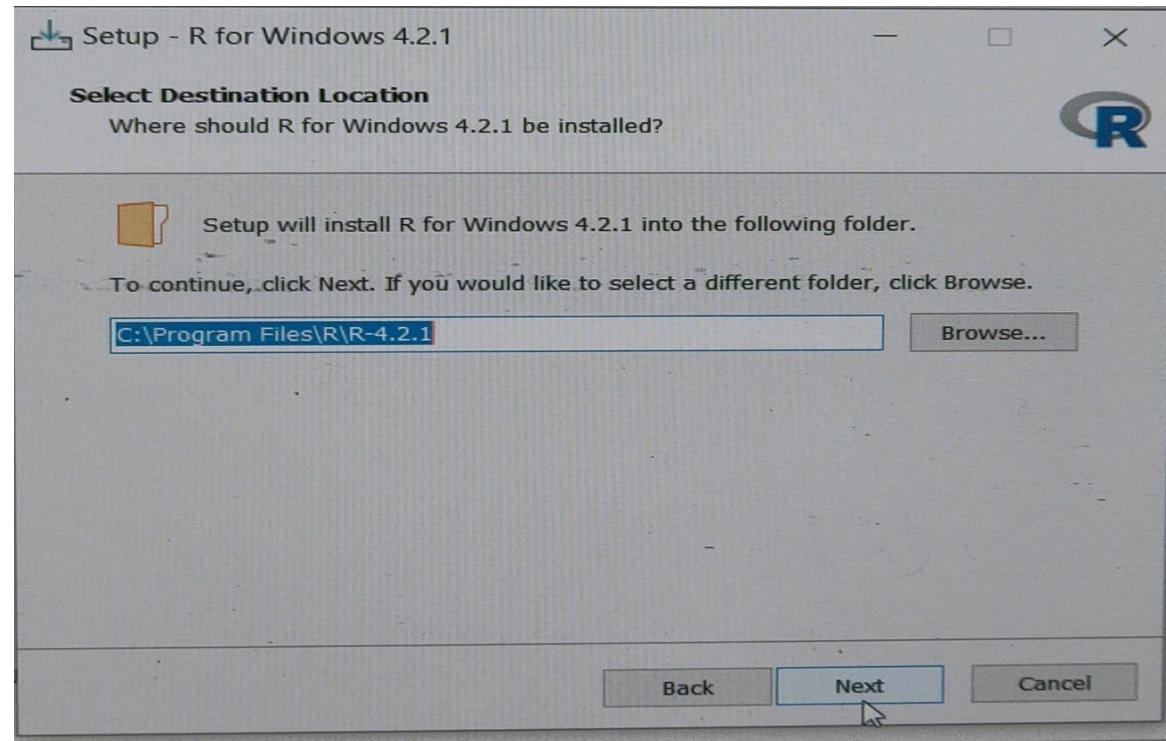 Setup - R for Windows 4.2.1
Select Destination Location
Where should R for Windows 4.2.1 be installed?
R
Setup will install R for Windows 4.2.1 into the following folder.
To continue, click Next. If you would like to select a different folder, click Browse.
C:\Program Files\R\R-4.2.1
Browse...
Back
Next
Cancel